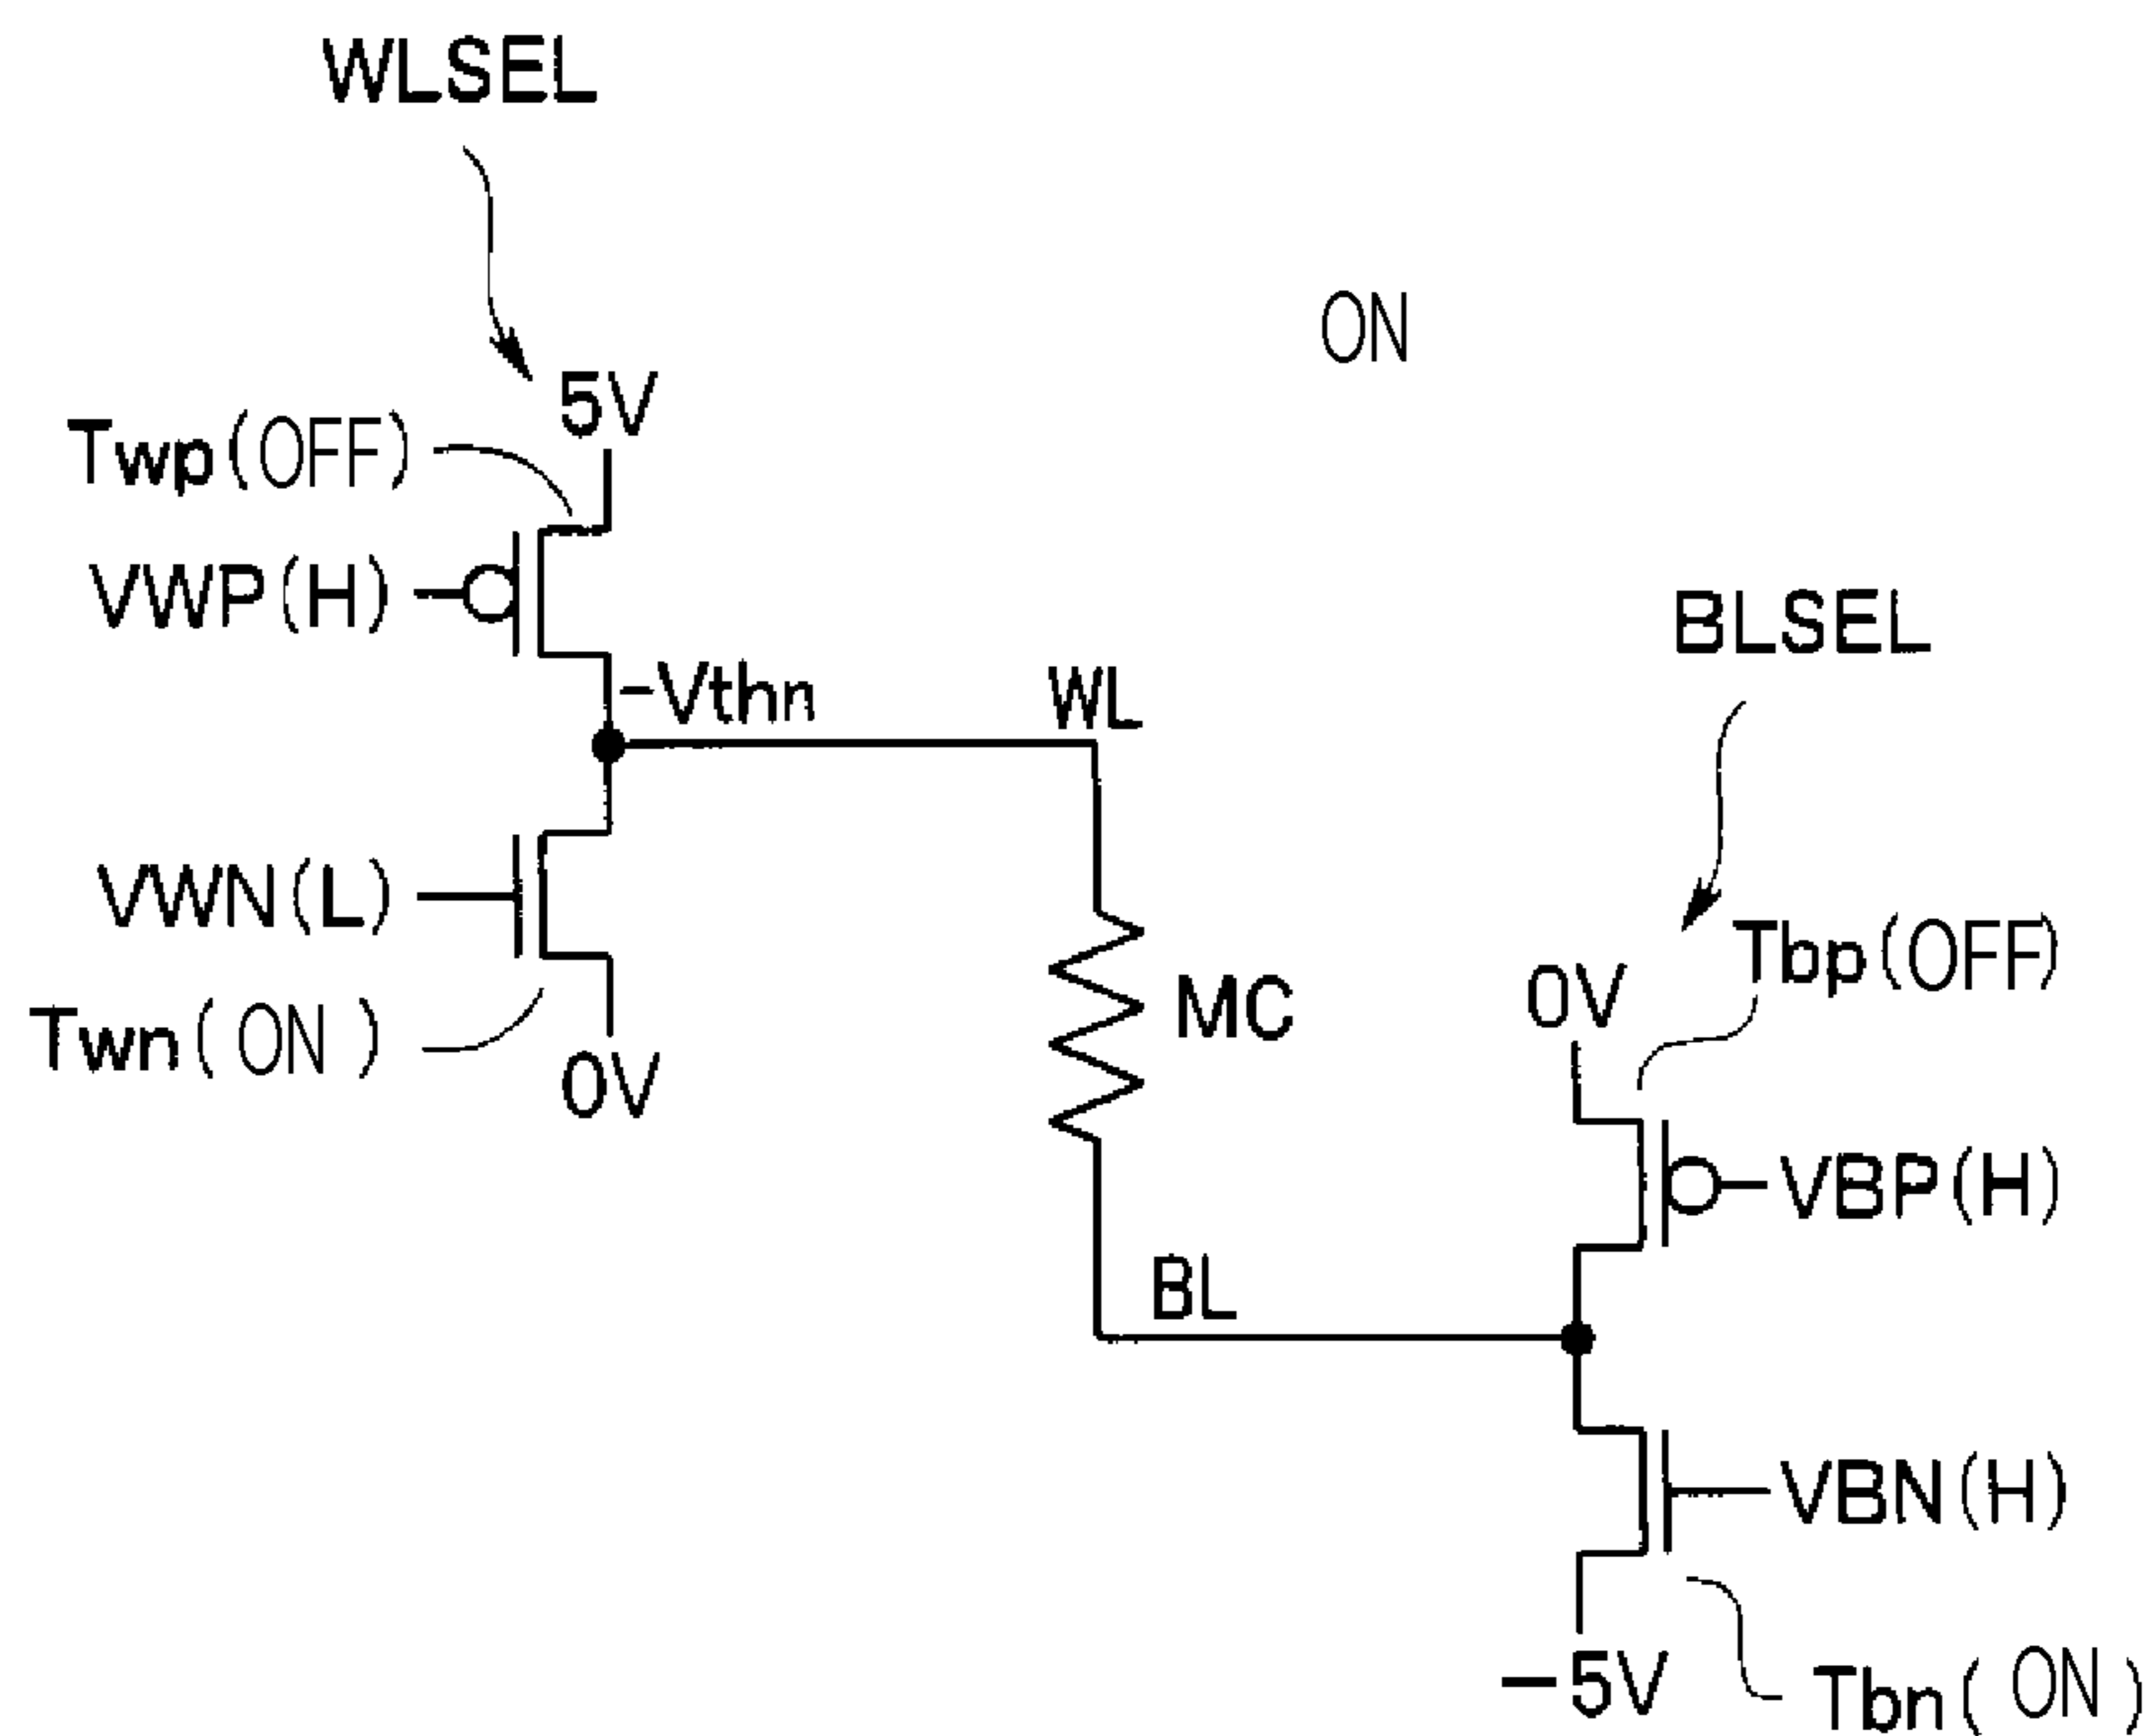 WLSEL
ON
5V
Twp(OFF)
VWP(H)
BLSEL
-Vthn
WL
VWN(L)
Tbp(OFF)
0V
MC
Twn( ON )
0V
VBP(H)
BL
VBN(H)
-5V
Tbn( ON )